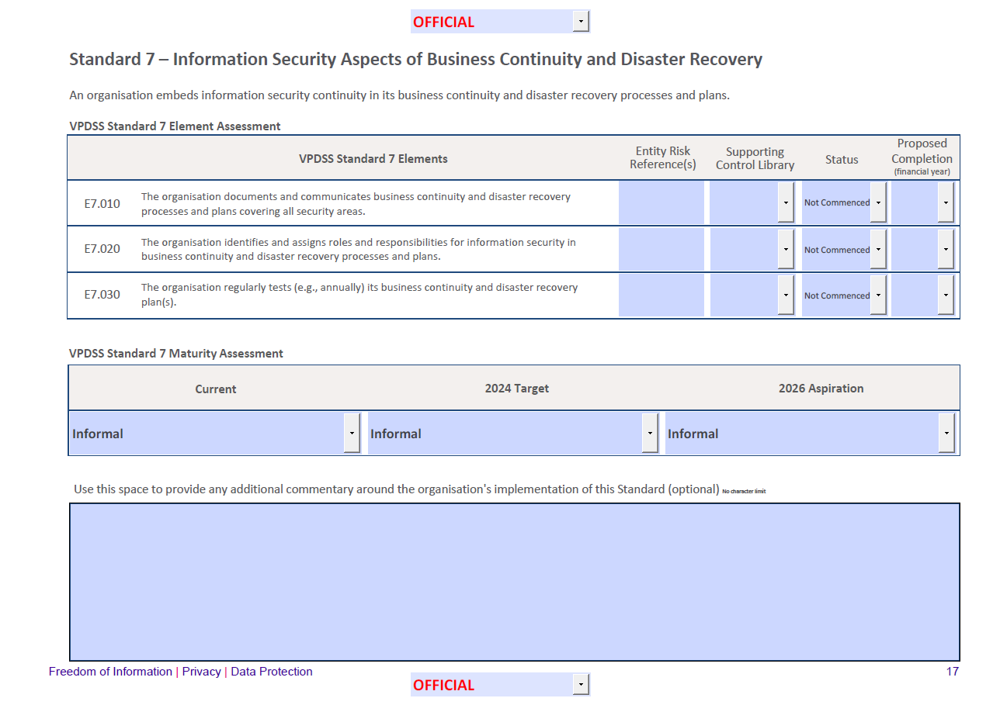 OFFICIAL
Standard 7 – Information Security Aspects of Business Continuity and Disaster Recovery
An organisation embeds information security continuity in its business continuity and disaster recovery processes and plans.
VPDSS Standard 7 Element Assessment
VPDSS Standard 7 Elements
Entity Risk
Reference(s)
Supporting
Control Library
Status
Proposed
Completion
(financial year)
E7.010
The organisation documents and communicates business continuity and disaster recovery
processes and plans covering all security areas.
Not Commenced
E7.020
The organisation identifies and assigns roles and responsibilities for information security in
business continuity and disaster recovery processes and plans.
Not Commenced
E7.030
The organisation regularly tests (e.g., annually) its business continuity and disaster recovery
plan(s).
Not Commenced
VPDSS Standard 7 Maturity Assessment
Current
2024 Target
2026 Aspiration
Informal
Informal
Informal
Use this space to provide any additional commentary around the organisation's implementation of this Standard (optional) No character limit
Freedom of Information | Privacy | Data Protection
17
OFFICIAL